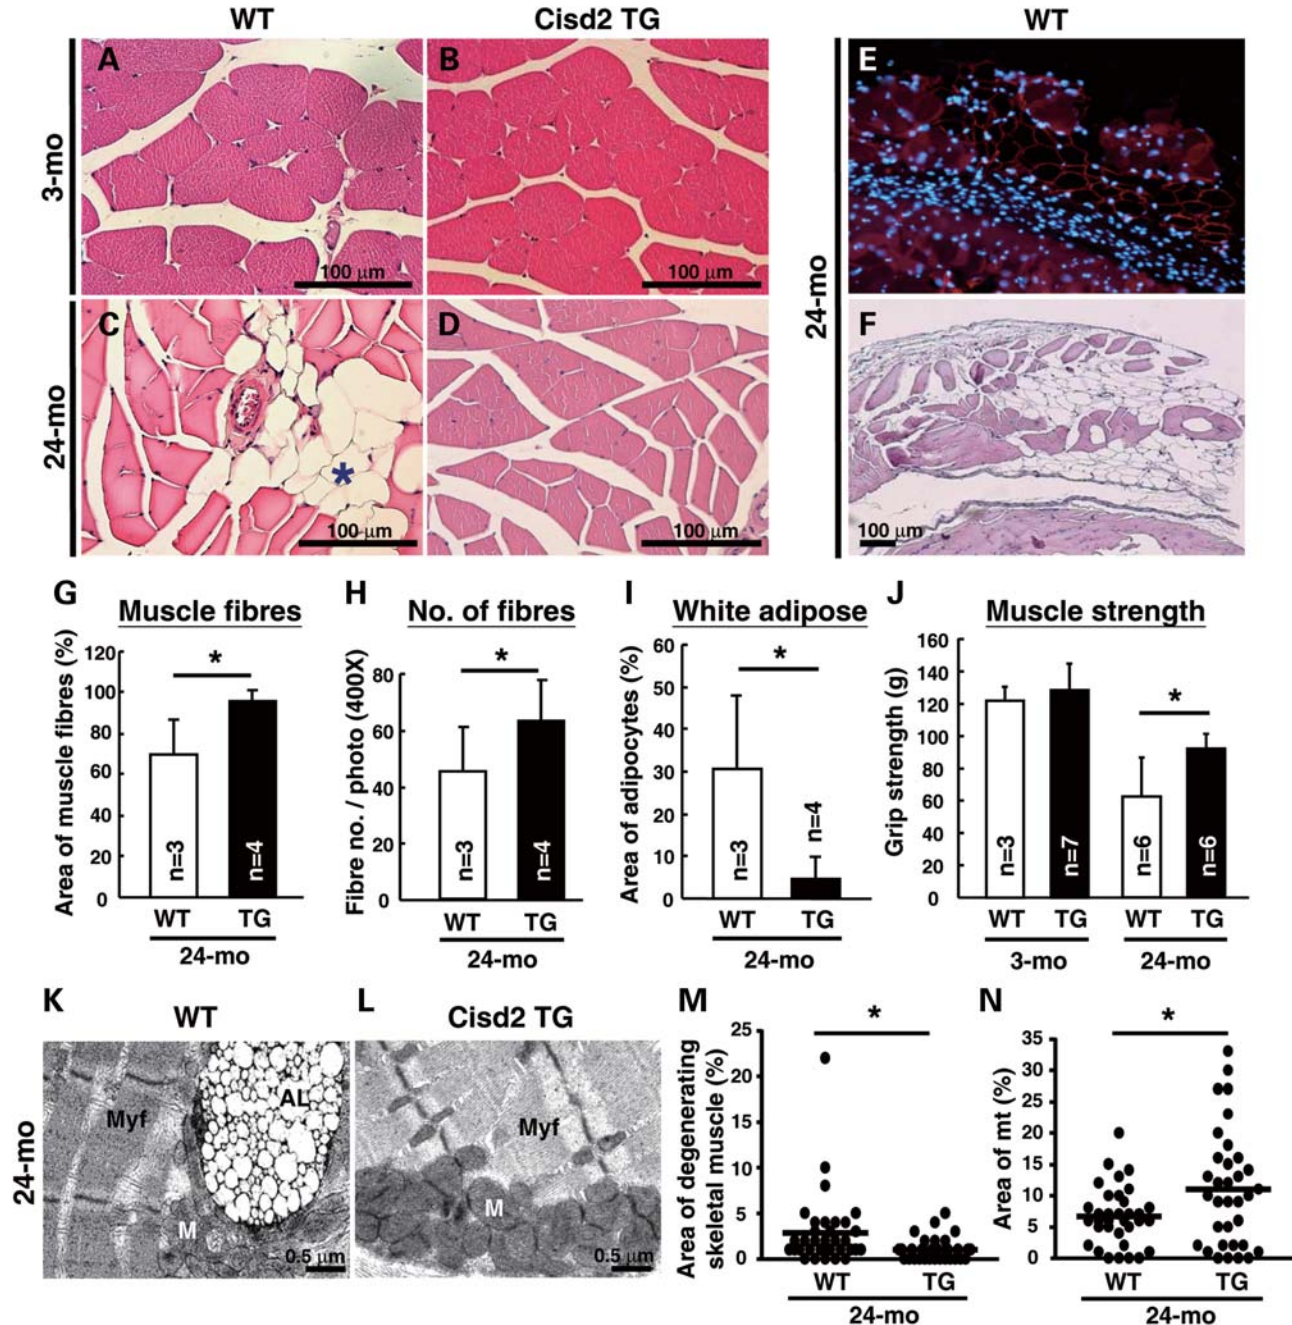 WT Cisd2 TG WT
A B E
3-mo
100 μm 100 μm
24-mo
C D F
24-mo
*
100 μm 100 μm 100 μm
G H I J
Muscle fibres No. of fibres White adipose Muscle strength
Area of muscle fibres (%)
120
100
80
60
40
20
0
*
n=3 n=4
WT TG
24-mo
Fibre no. / photo (400X)
80
60
40
20
0
*
n=3 n=4
WT TG
24-mo
Area of adipocytes (%)
60
50
40
30
20
10
0
*
n=3 n=4
WT TG
24-mo
Grip strength (g)
160
140
120
100
80
60
40
20
0
*
n=3 n=7 n=6 n=6
WT TG WT TG
3-mo 24-mo
K L M N
WT Cisd2 TG
24-mo
Myf AL M
0.5 μm
Myf M
0.5 μm
Area of degenerating
skeletal muscle (%)
25
20
15
10
5
0
*
WT TG
24-mo
Area of mt (%)
35
30
25
20
15
10
5
0
*
WT TG
24-mo